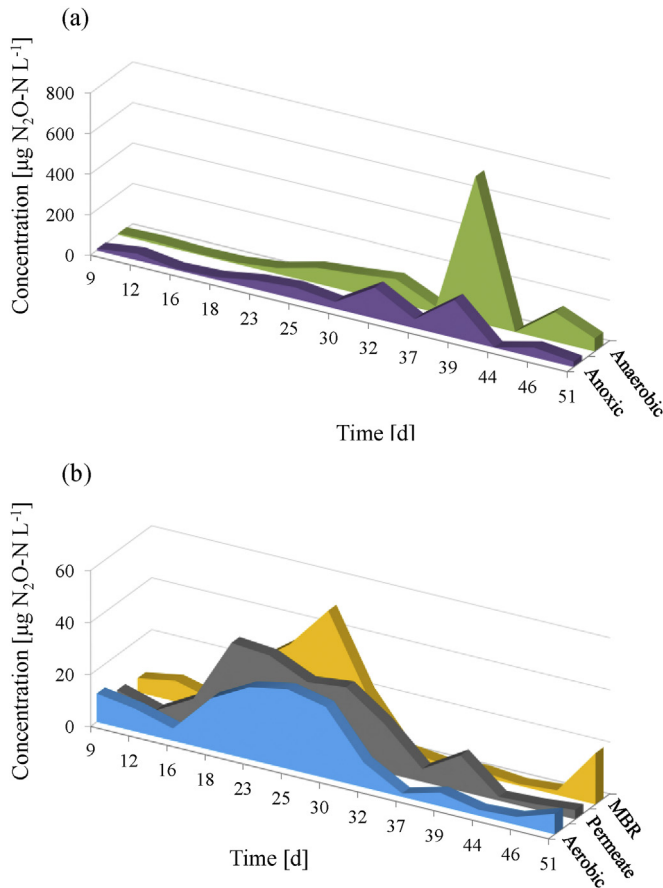 (a)
Concentration [µg N₂O-N L⁻¹]
800
600
400
200
0
9 12 16 18 23 25 30 32 37 39 44 46 51
Anoxic
Anaerobic
Time [d]
(b)
Concentration [µg N₂O-N L⁻¹]
60
40
20
0
9 12 16 18 23 25 30 32 37 39 44 46 51
Aerobic
Permeate
MBR
Time [d]